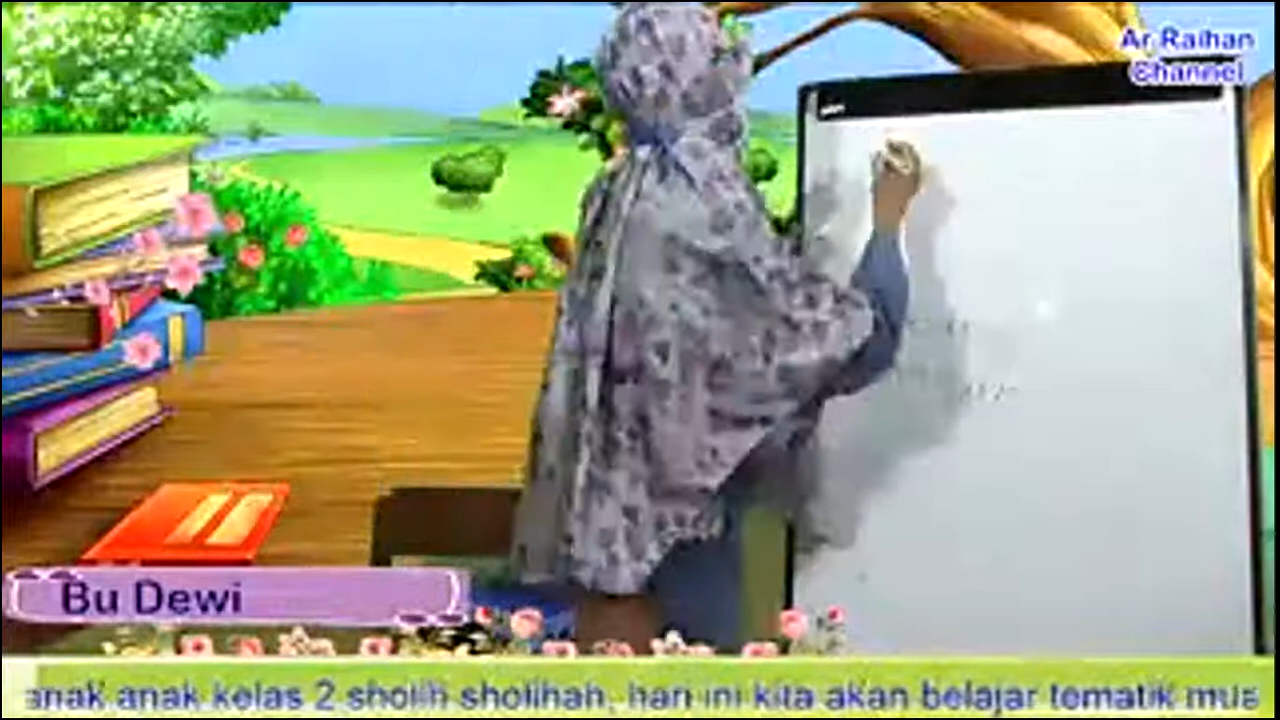 Ar Raihan
Channel
Bu Dewi
anak anak kelas 2 sholih sholihah, hari ini kita akan belajar tematik mua